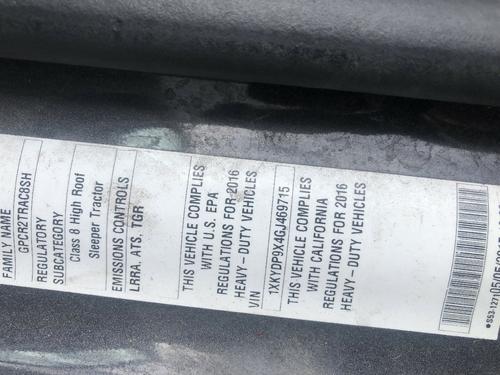 FAMILY NAME
GPCR2TRAC8SH
REGULATORY
SUBCATEGORY
Class 8 High Roof
Sleeper Tractor
EMISSIONS CONTROLS
LRRA, ATS, TGR
THIS VEHICLE COMPLIES
WITH U.S. EPA
REGULATIONS FOR 2016
HEAVY-DUTY VEHICLES
VIN
1XKYDP9X4GJ469715
THIS VEHICLE COMPLIES
WITH CALIFORNIA
REGULATIONS FOR 2016
HEAVY-DUTY VEHICLES